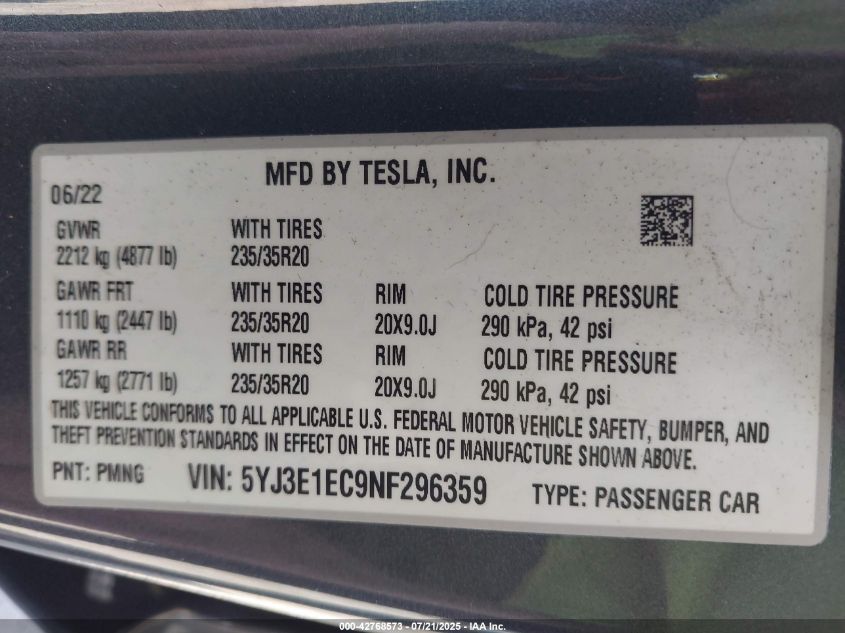 MFD BY TESLA, INC.
06/22
GVWR WITH TIRES
2212 kg (4877 lb) 235/35R20
GAWR FRT WITH TIRES RIM COLD TIRE PRESSURE
1110 kg (2447 lb) 235/35R20 20X9.0J 290 kPa, 42 psi
GAWR RR WITH TIRES RIM COLD TIRE PRESSURE
1257 kg (2771 lb) 235/35R20 20X9.0J 290 kPa, 42 psi
THIS VEHICLE CONFORMS TO ALL APPLICABLE U.S. FEDERAL MOTOR VEHICLE SAFETY, BUMPER, AND
THEFT PREVENTION STANDARDS IN EFFECT ON THE DATE OF MANUFACTURE SHOWN ABOVE.
PNT: PMNG VIN: 5YJ3E1EC9NF296359 TYPE: PASSENGER CAR
000-42768573 - 07/21/2025 - IAA Inc.